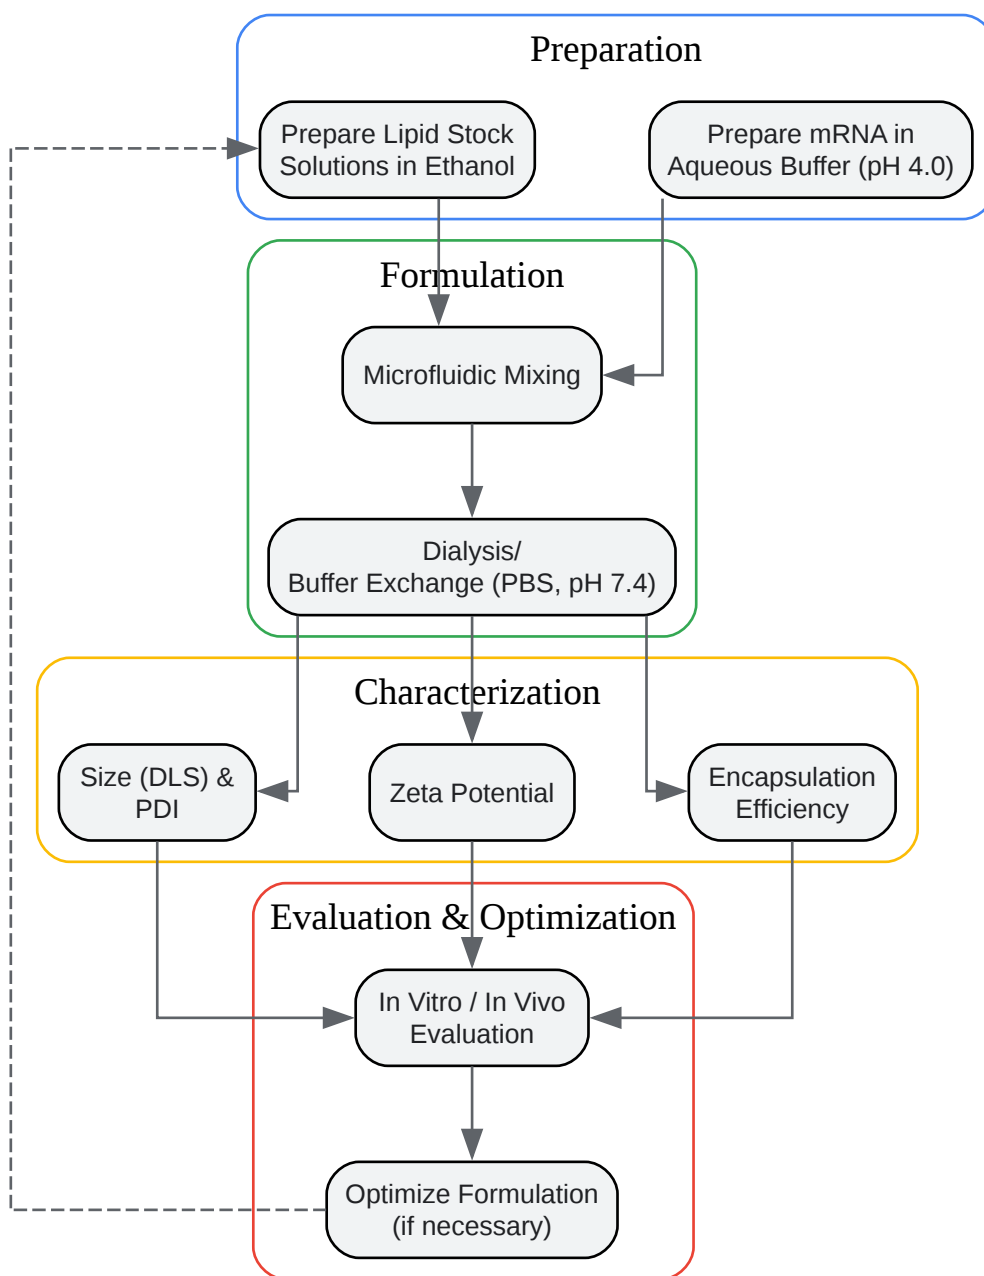 Preparation
Prepare Lipid Stock
Solutions in Ethanol
Prepare mRNA in
Aqueous Buffer (pH 4.0)
Formulation
Microfluidic Mixing
Dialysis/
Buffer Exchange (PBS, pH 7.4)
Characterization
Size (DLS) &
PDI
Zeta Potential
Encapsulation
Efficiency
Evaluation & Optimization
In Vitro / In Vivo
Evaluation
Optimize Formulation
(if necessary)